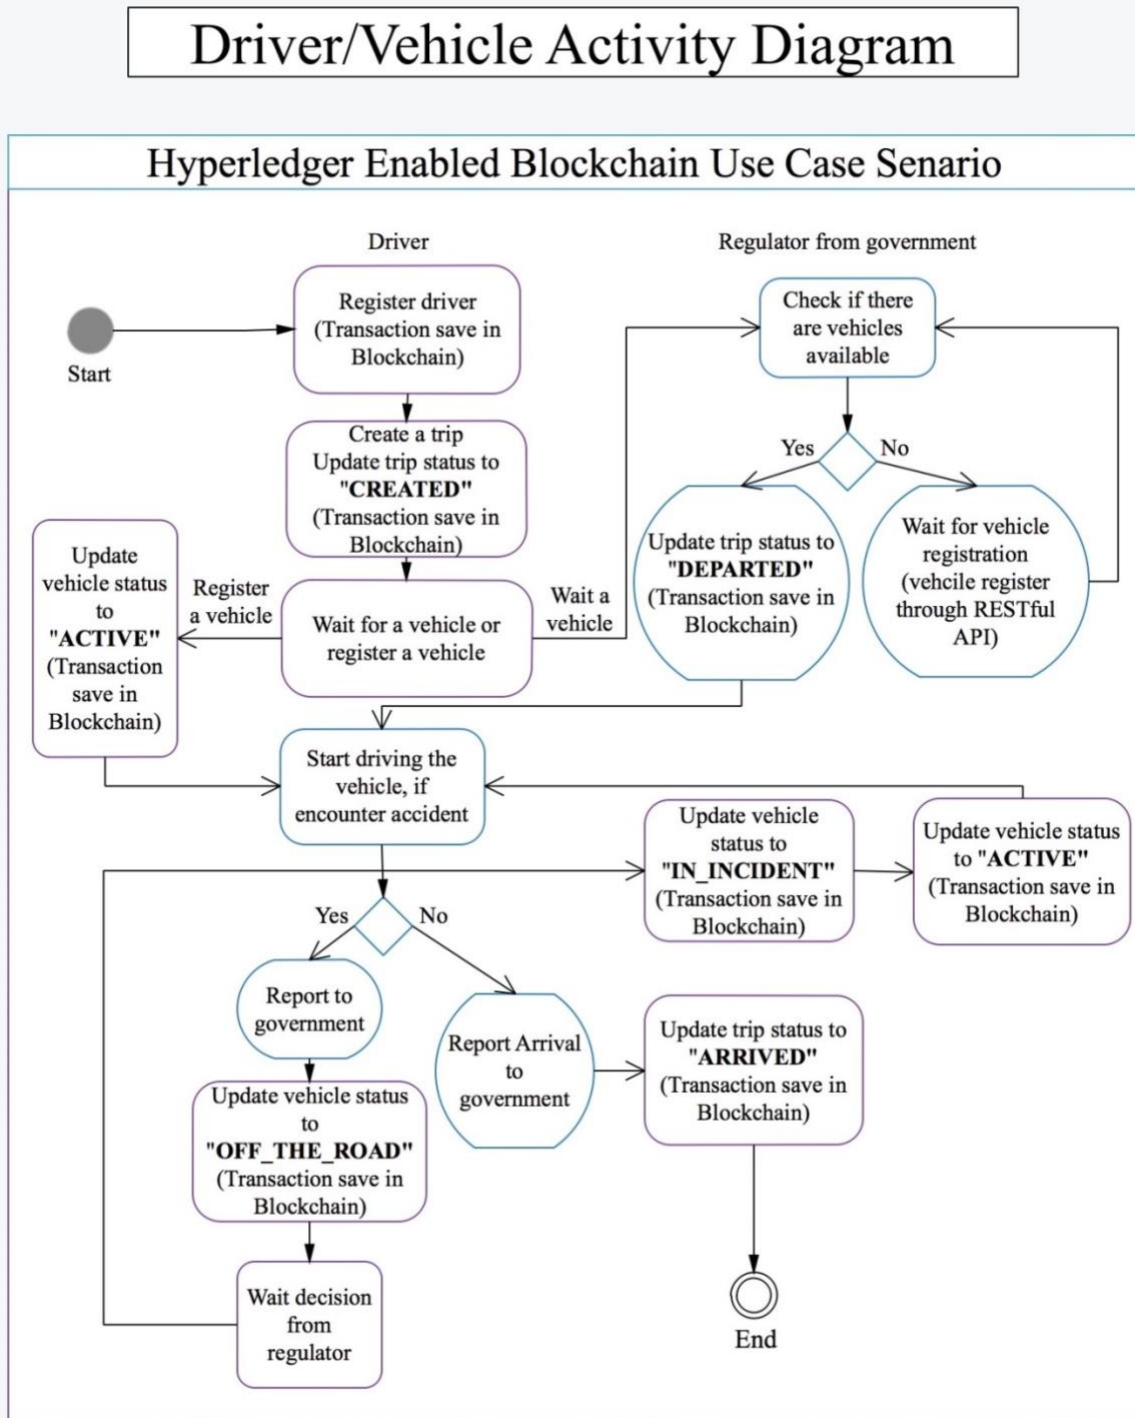 Driver/Vehicle Activity Diagram
Hyperledger Enabled Blockchain Use Case Senario
Driver
Regulator from government
Start
Register driver
(Transaction save in
Blockchain)
Check if there
are vehicles
available
Create a trip
Update trip status to
"CREATED"
(Transaction save in
Blockchain)
Yes
No
Update
vehicle status
to
"ACTIVE"
(Transaction
save in
Blockchain)
Register
a vehicle
Wait for a vehicle or
register a vehicle
Wait a
vehicle
Update trip status to
"DEPARTED"
(Transaction save in
Blockchain)
Wait for vehicle
registration
(vehcile register
through RESTful
API)
Start driving the
vehicle, if
encounter accident
Update vehicle
status to
"IN_INCIDENT"
(Transaction save in
Blockchain)
Update vehicle status
to "ACTIVE"
(Transaction save in
Blockchain)
Yes
No
Report to
government
Report Arrival
to
government
Update trip status to
"ARRIVED"
(Transaction save in
Blockchain)
Update vehicle status
to
"OFF_THE_ROAD"
(Transaction save in
Blockchain)
Wait decision
from
regulator
End